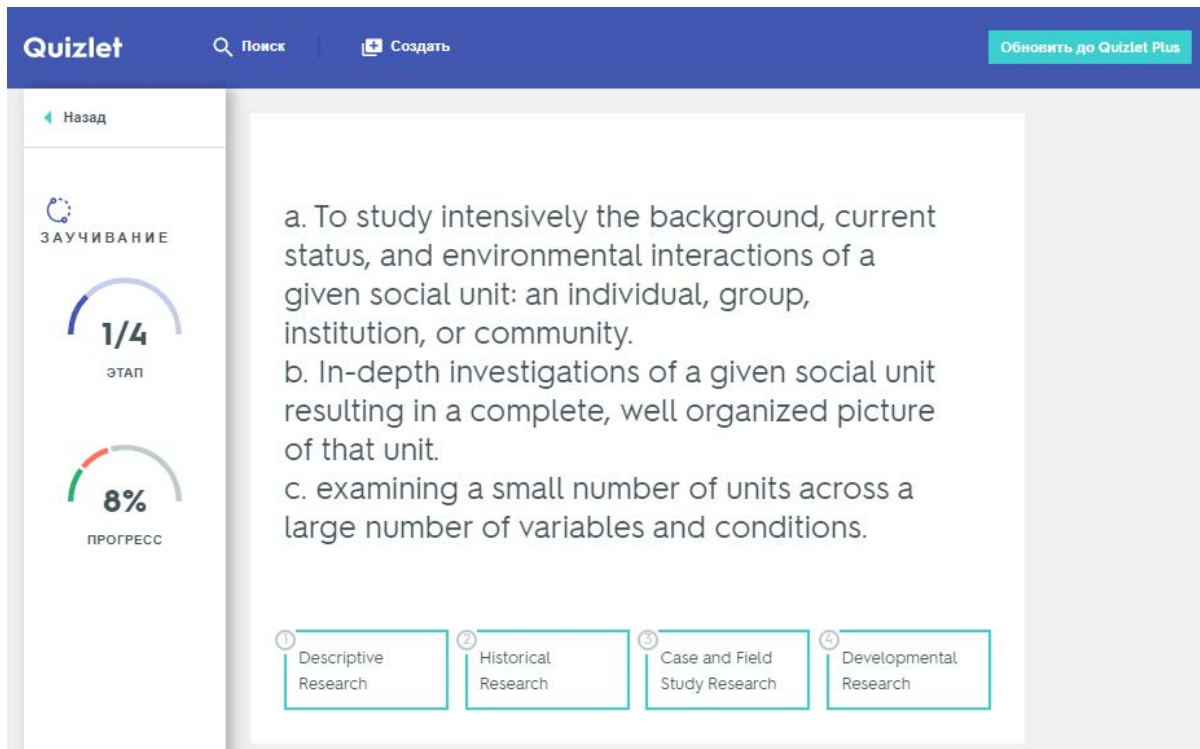 Quizlet
Поиск
Создать
Обновить до Quizlet Plus
Назад
ЗАУЧИВАНИЕ
1/4
ЭТАП
8%
ПРОГРЕСС
a. To study intensively the background, current
status, and environmental interactions of a
given social unit: an individual, group,
institution, or community.
b. In-depth investigations of a given social unit
resulting in a complete, well organized picture
of that unit.
c. examining a small number of units across a
large number of variables and conditions.
1
Descriptive
Research
2
Historical
Research
3
Case and Field
Study Research
4
Developmental
Research